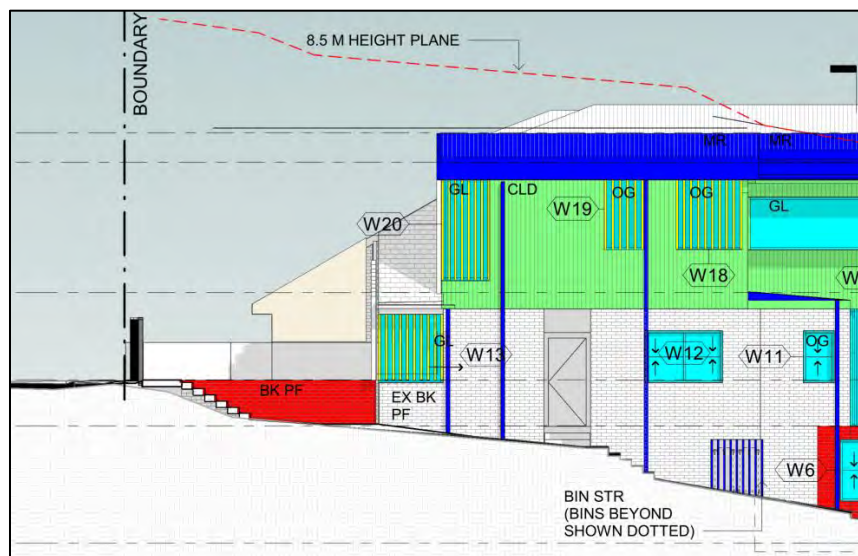 BOUNDARY
8.5 M HEIGHT PLANE
MR
MR
GL
CLD
OG
OG
GL
W20
W19
W18
W
GL
W13
W12
W11
OG
BK PF
EX BK
PF
W6
BIN STR
(BINS BEYOND
SHOWN DOTTED)